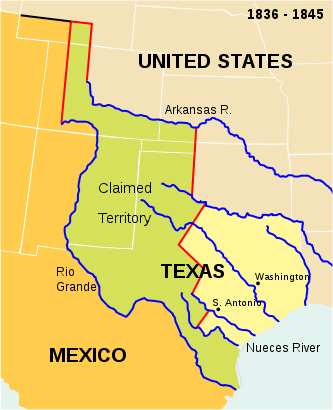 1836 - 1845
UNITED STATES
Arkansas R.
Claimed
Territory
Rio
Grande
TEXAS
Washington
S. Antonio
Nueces River
MEXICO